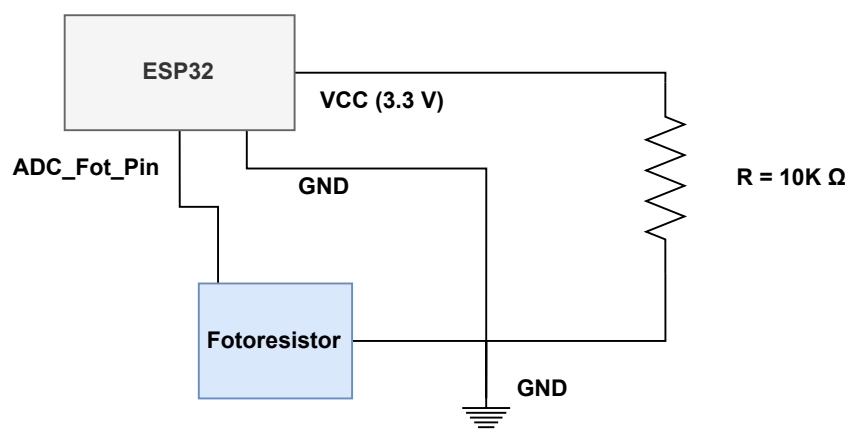 ESP32
VCC (3.3 V)
ADC_Fot_Pin
GND
R = 10K Ω
Fotoresistor
GND